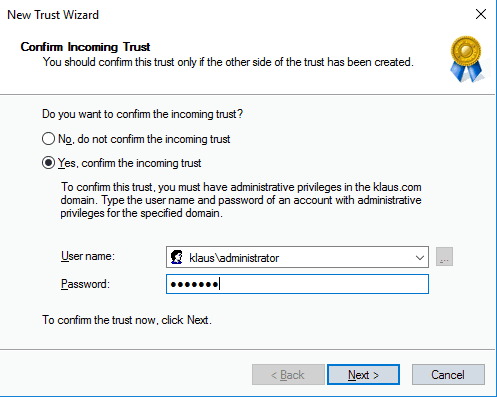 New Trust Wizard
Confirm Incoming Trust
You should confirm this trust only if the other side of the trust has been created.
Do you want to confirm the incoming trust?
No, do not confirm the incoming trust
Yes, confirm the incoming trust
To confirm this trust, you must have administrative privileges in the klaus.com
domain. Type the user name and password of an account with administrative
privileges for the specified domain.
User name: klaus\administrator ...
Password: ●●●●●●●
To confirm the trust now, click Next.
< Back Next > Cancel